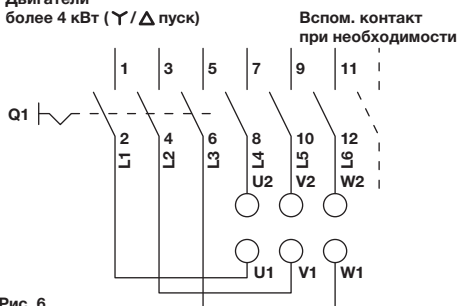 Двигатели
более 4 кВт (Y/Δ пуск)
Вспом. контакт
при необходимости
1 3 5 7 9 11
Q1
2 4 6 8 10 12
L1 L2 L3 L4 L5 L6
U2 V2 W2
U1 V1 W1
Рис. 6